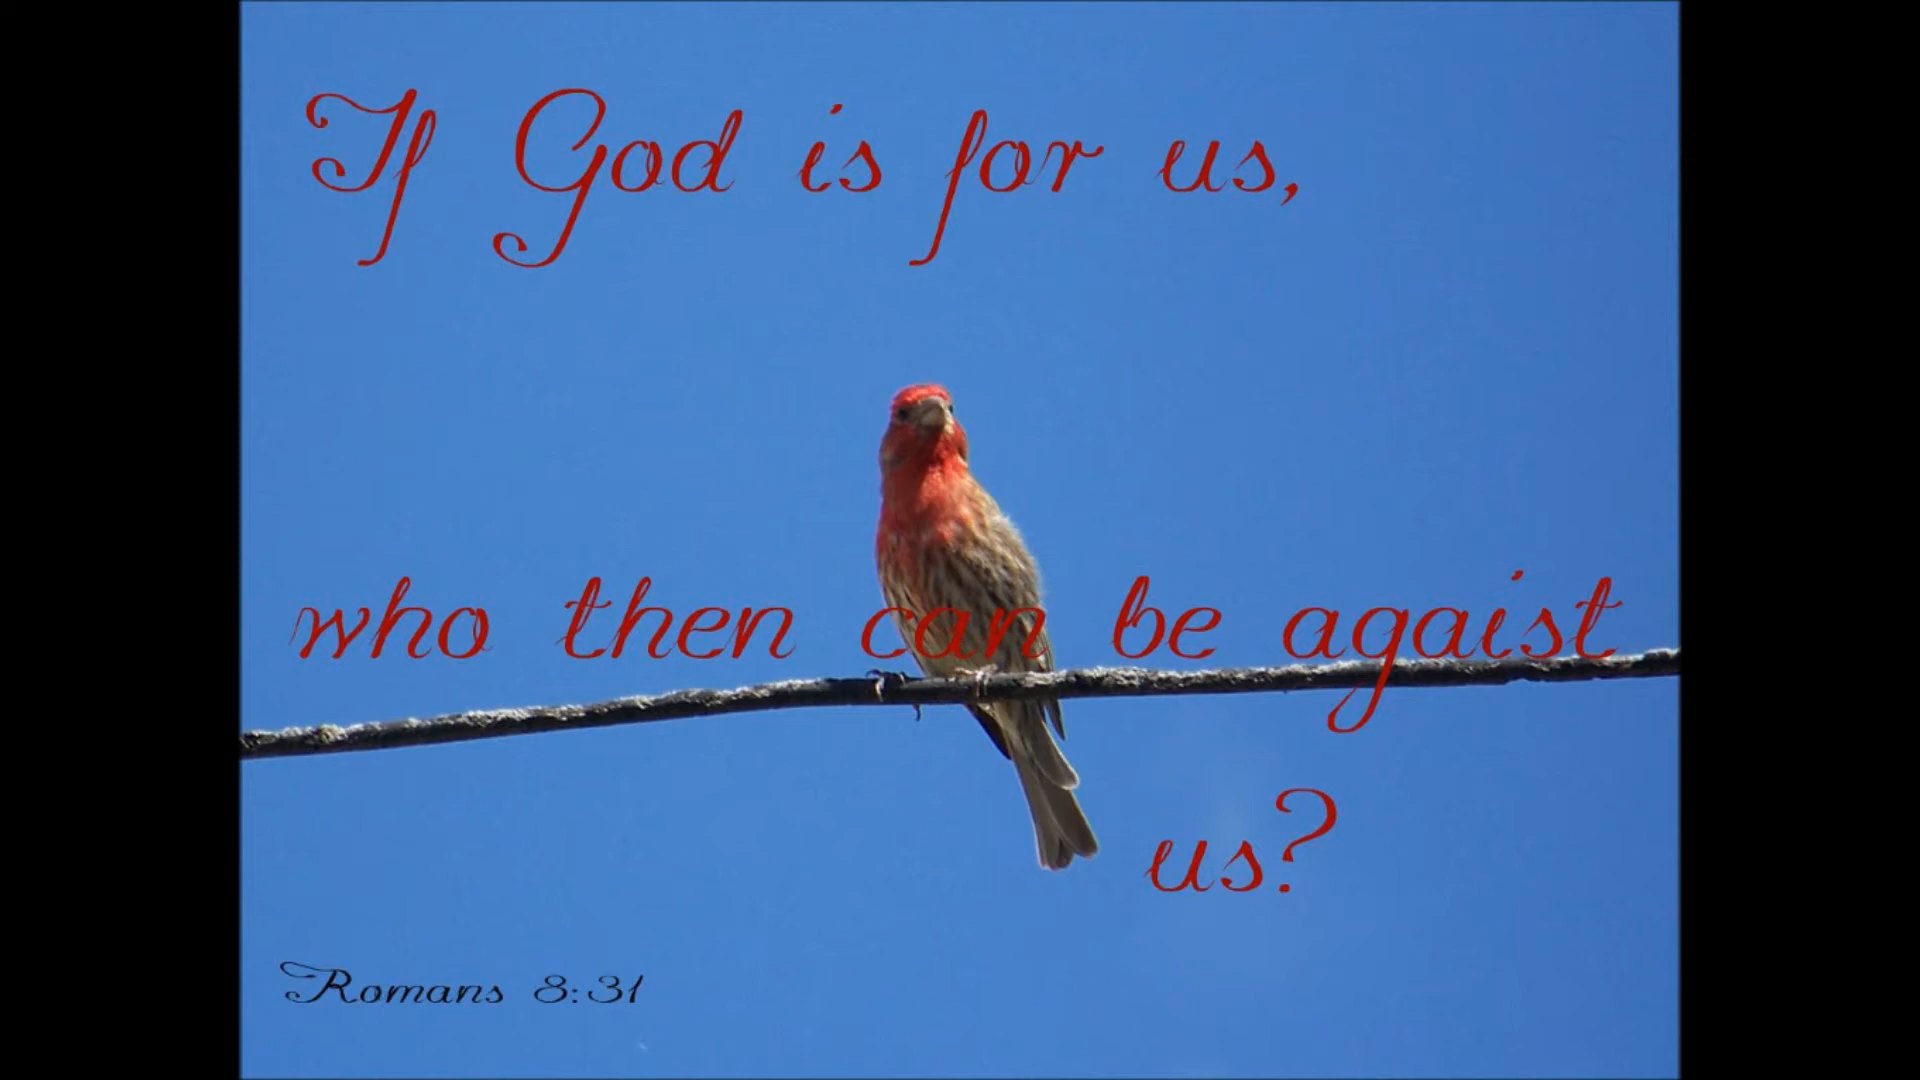 If God is for us,
who then can be agaist
us?
Romans 8:31